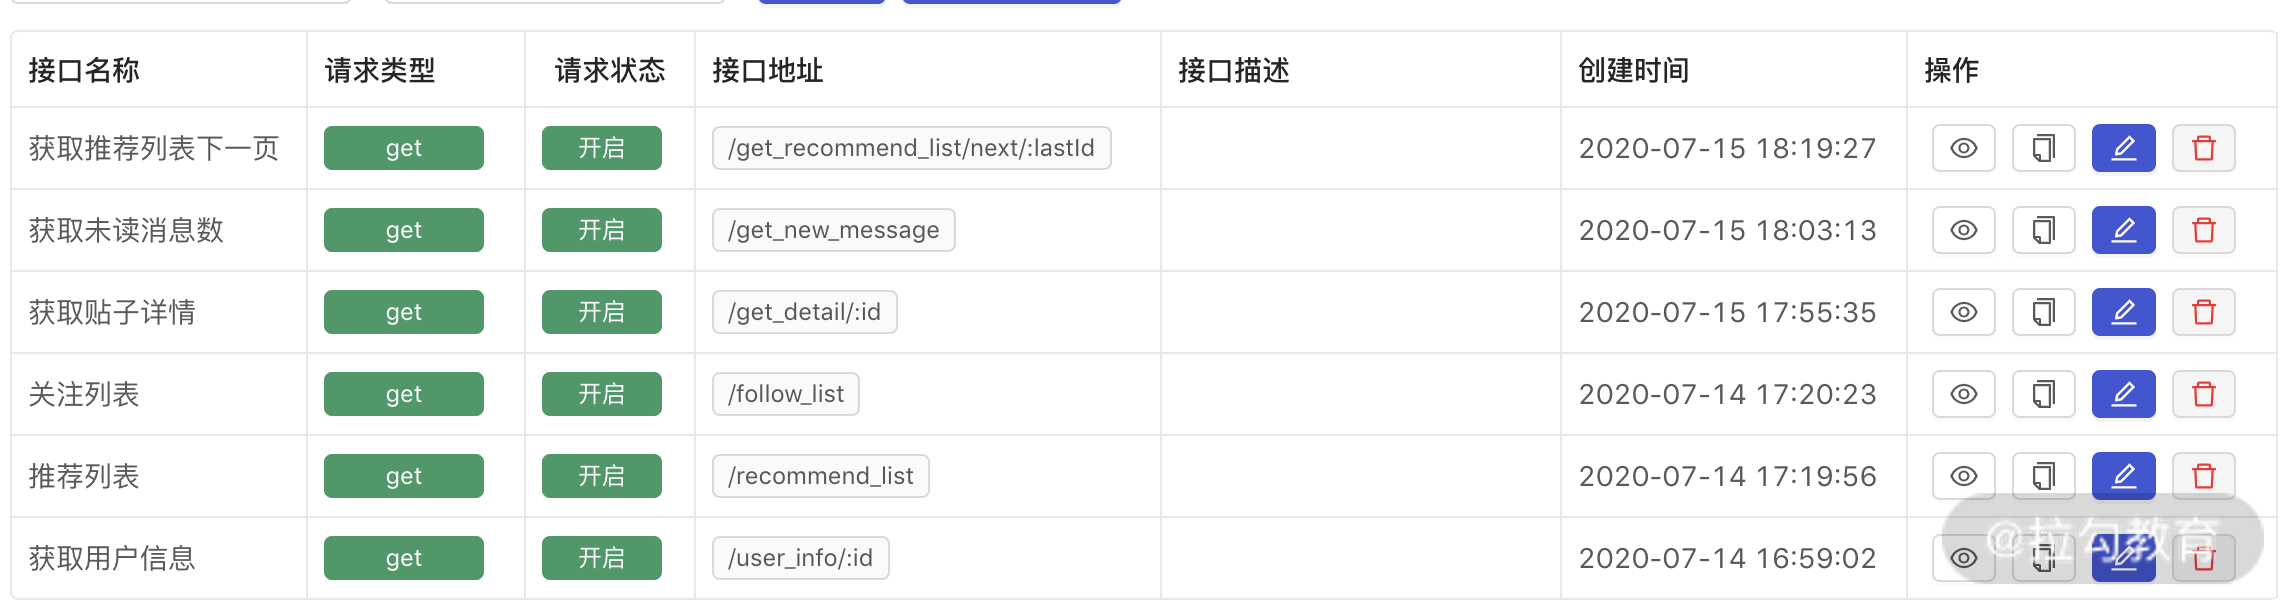 接口名称 请求类型 请求状态 接口地址 接口描述 创建时间 操作
获取推荐列表下一页 get 开启 /get_recommend_list/next/:lastId 2020-07-15 18:19:27
获取未读消息数 get 开启 /get_new_message 2020-07-15 18:03:13
获取贴子详情 get 开启 /get_detail/:id 2020-07-15 17:55:35
关注列表 get 开启 /follow_list 2020-07-14 17:20:23
推荐列表 get 开启 /recommend_list 2020-07-14 17:19:56
获取用户信息 get 开启 /user_info/:id 2020-07-14 16:59:02
@拉勾教育